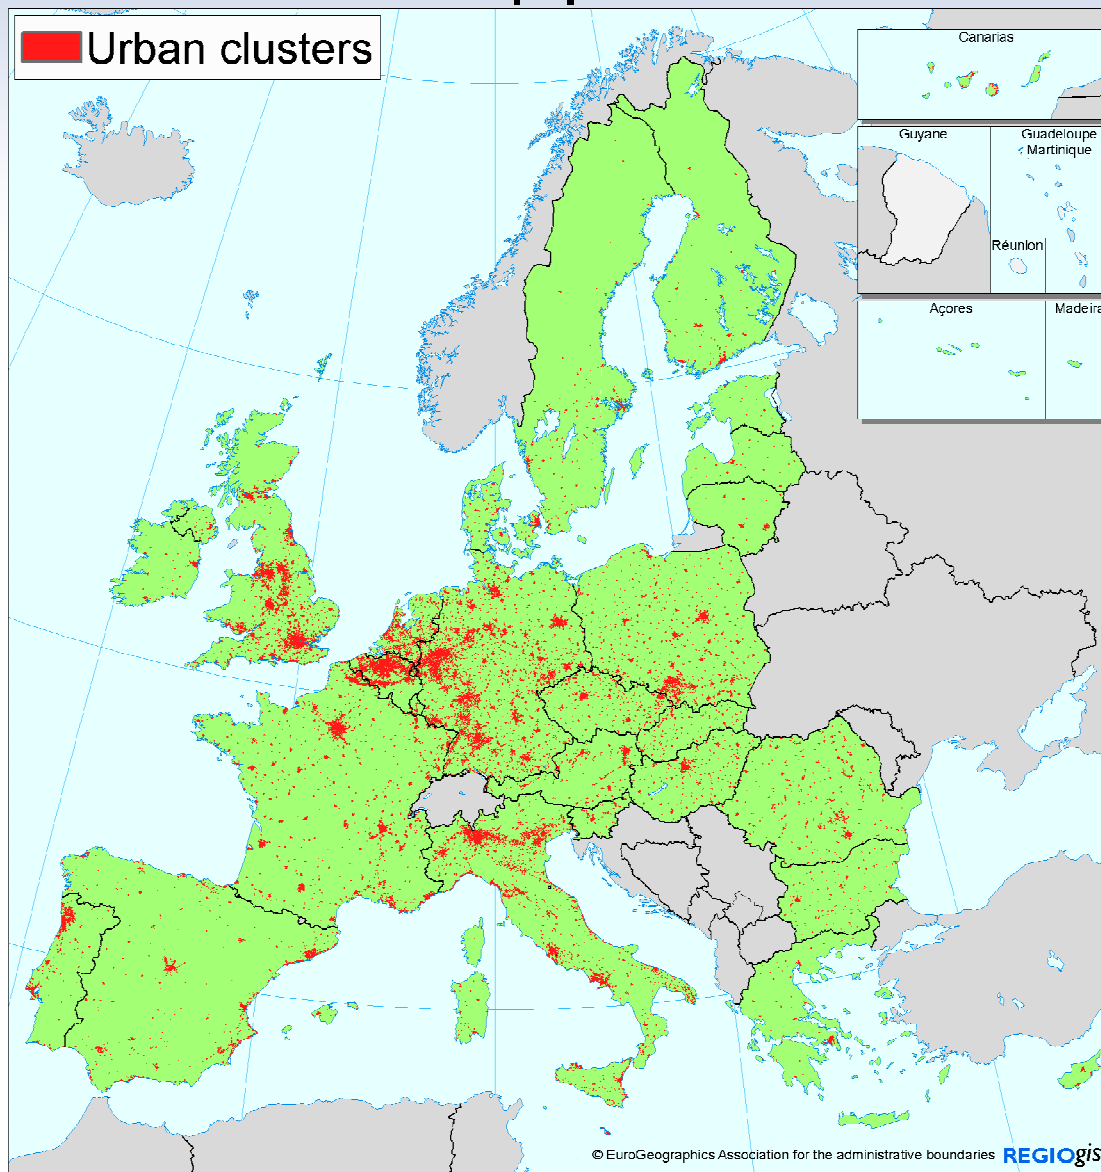 Urban clusters
Canarias
Guyane
Guadeloupe
Martinique
Réunion
Açores
Madeira
© EuroGeographics Association for the administrative boundaries
REGIOgis